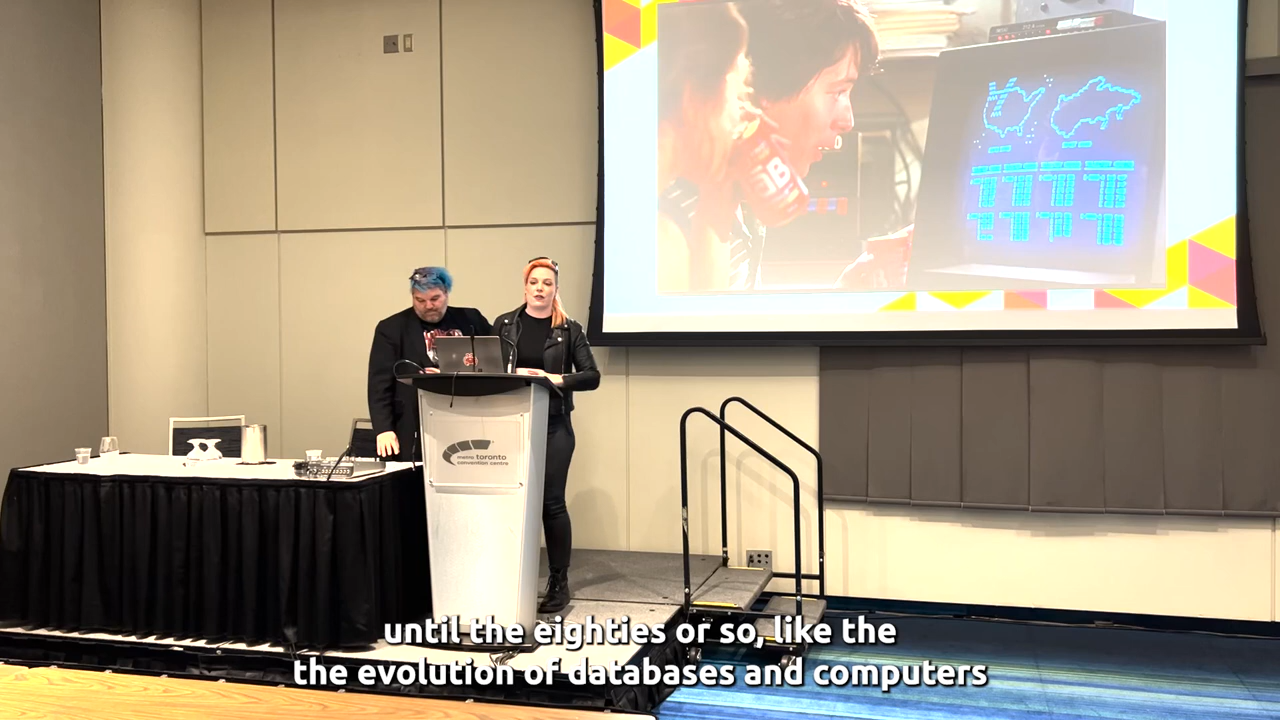 metro toronto
convention centre
until the eighties or so, like the
the evolution of databases and computers